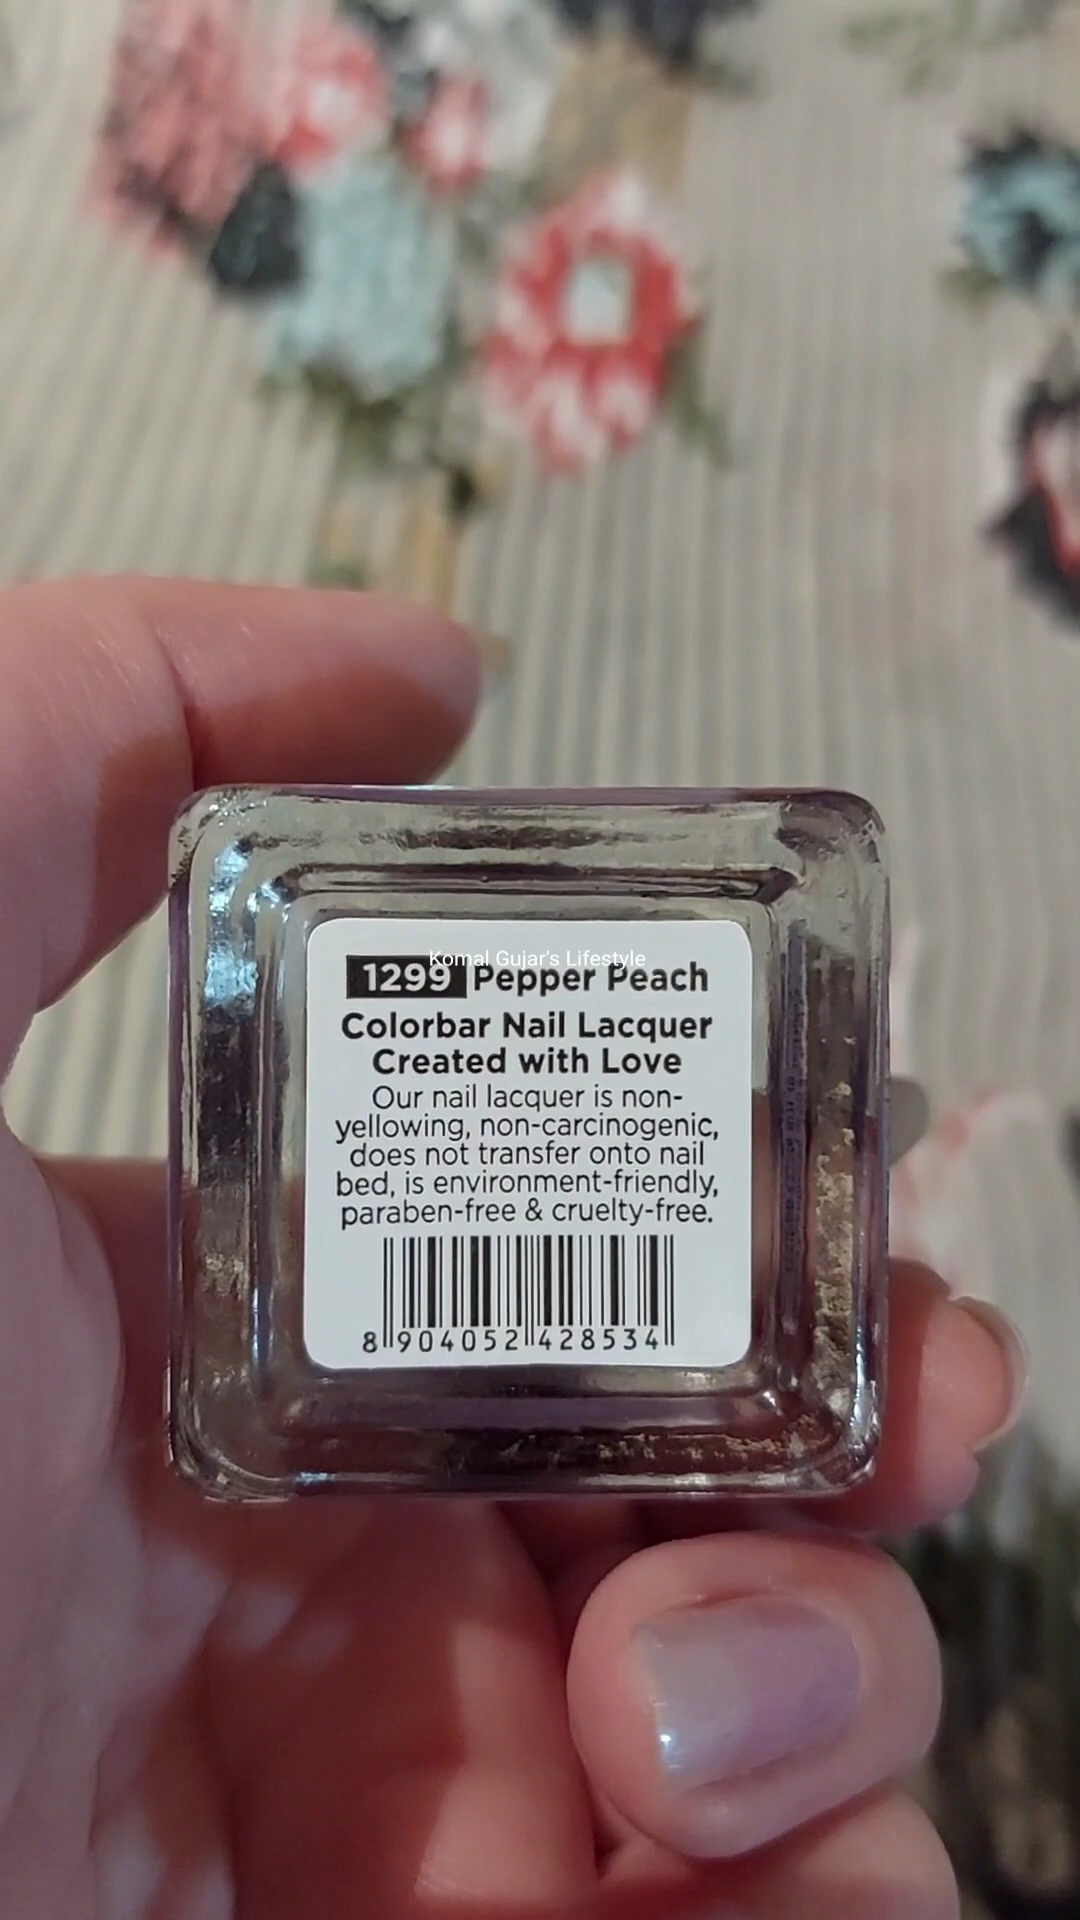 Komal Gujar's Lifestyle
1299 Pepper Peach
Colorbar Nail Lacquer
Created with Love
Our nail lacquer is non-
yellowing, non-carcinogenic,
does not transfer onto nail
bed, is environment-friendly,
paraben-free & cruelty-free.
8 904052 428534